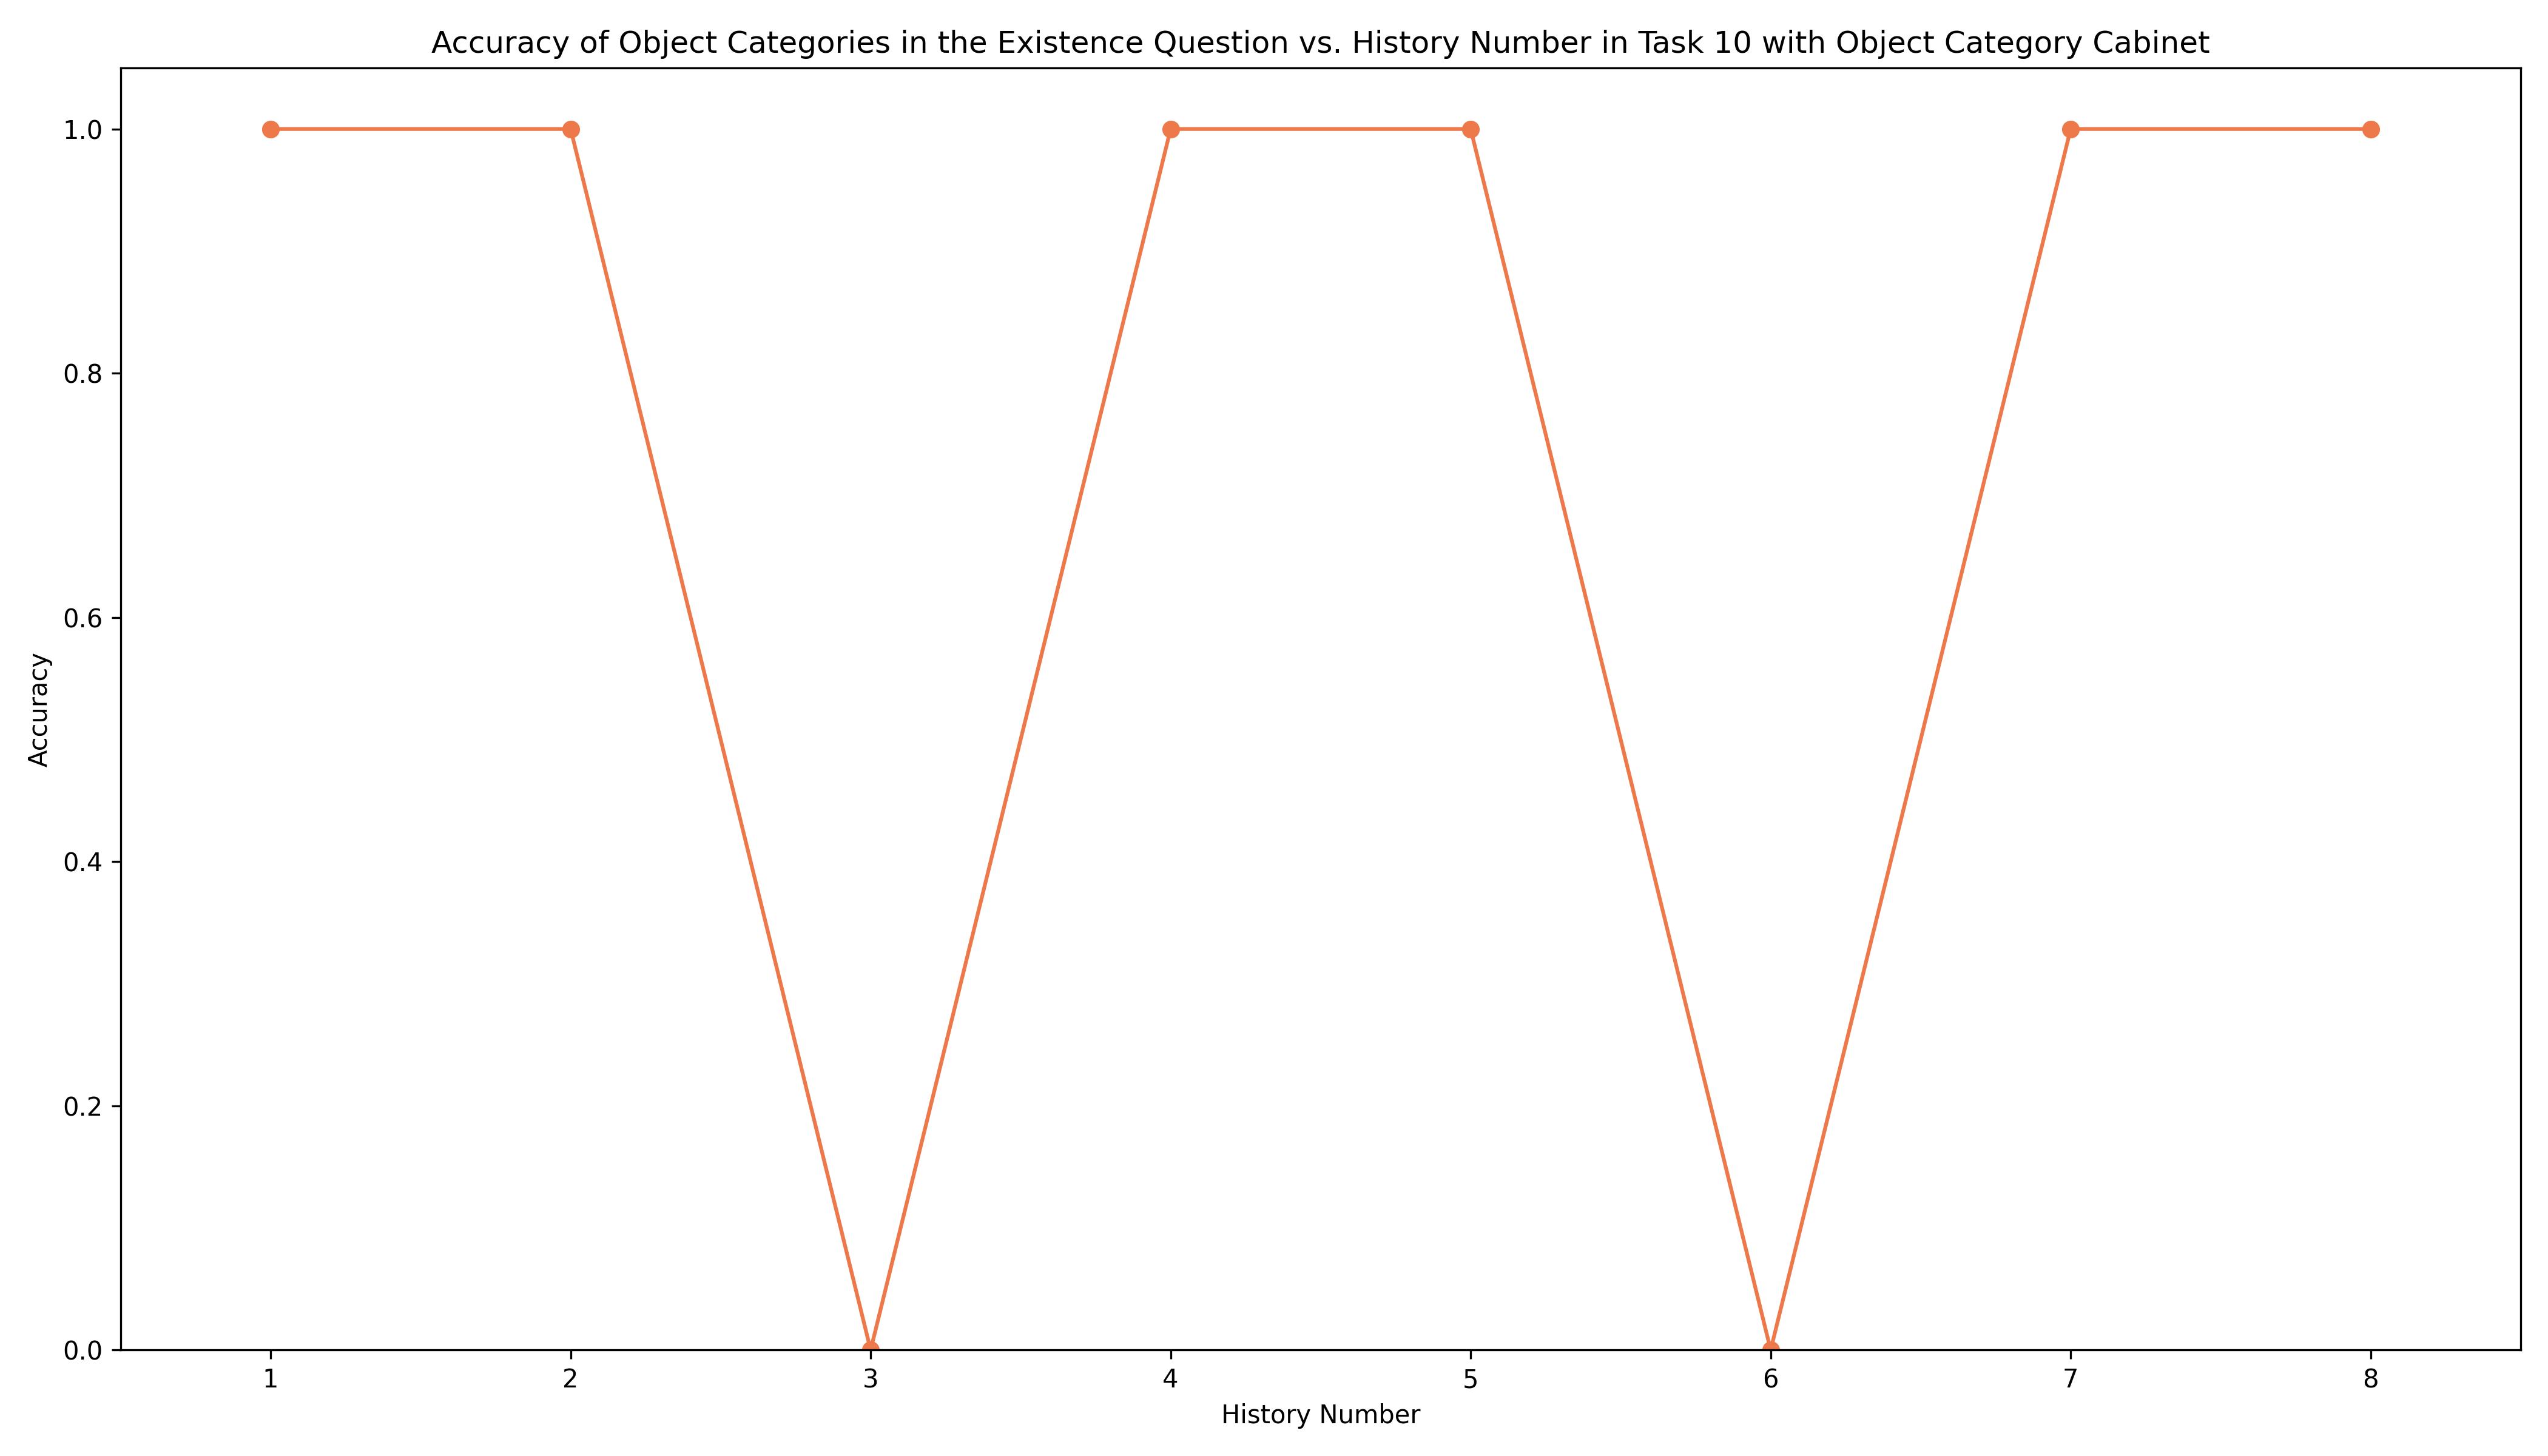 Accuracy of Object Categories in the Existence Question vs. History Number in Task 10 with Object Category Cabinet
1.0
0.8
0.6
0.4
0.2
0.0
Accuracy
1 2 3 4 5 6 7 8
History Number